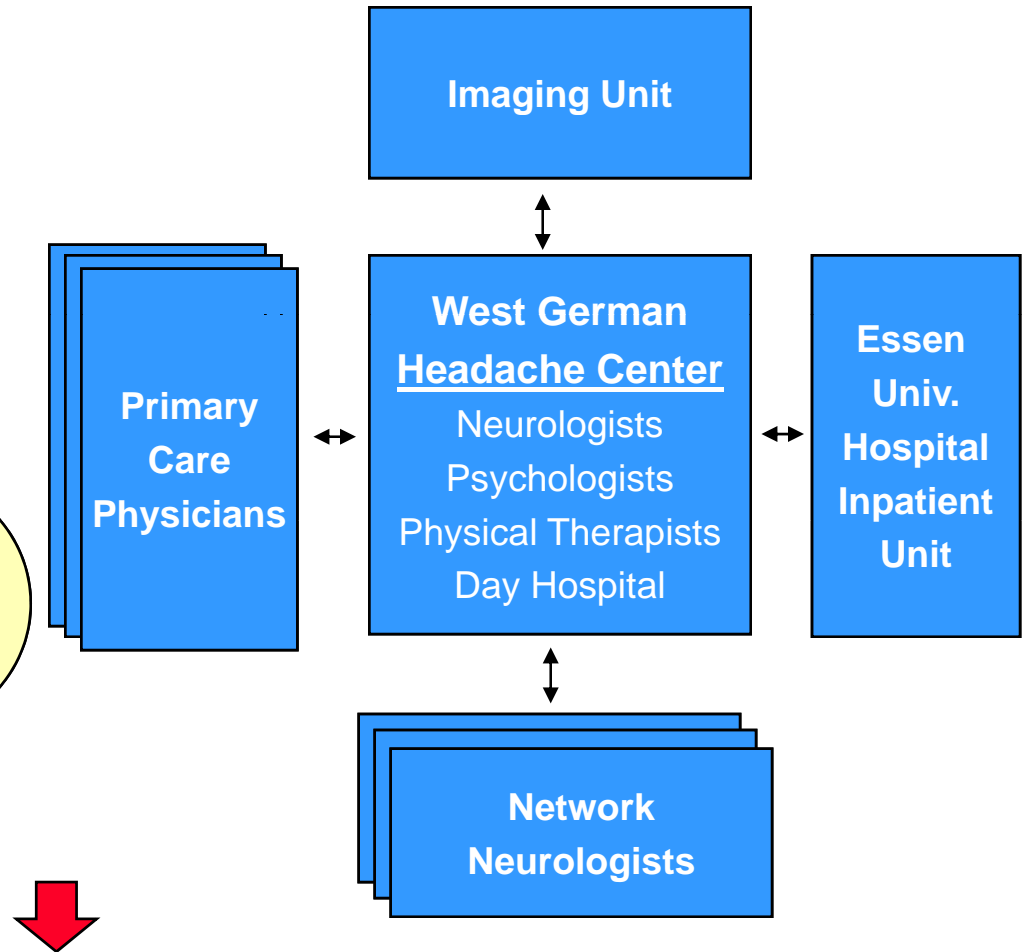 Imaging Unit
West German
Headache Center
Neurologists
Psychologists
Physical Therapists
Day Hospital
Primary
Care
Physicians
Essen
Univ.
Hospital
Inpatient
Unit
Network
Neurologists